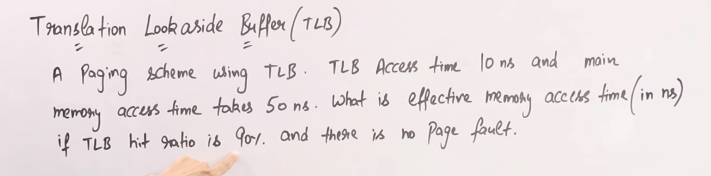 Translation Lookaside Buffer (TLB)
A Paging scheme using TLB. TLB Access time 10 ns and main
memory access time takes 50 ns. What is effective memory access time (in ns)
if TLB hit ratio is 90%. and there is no Page fault.